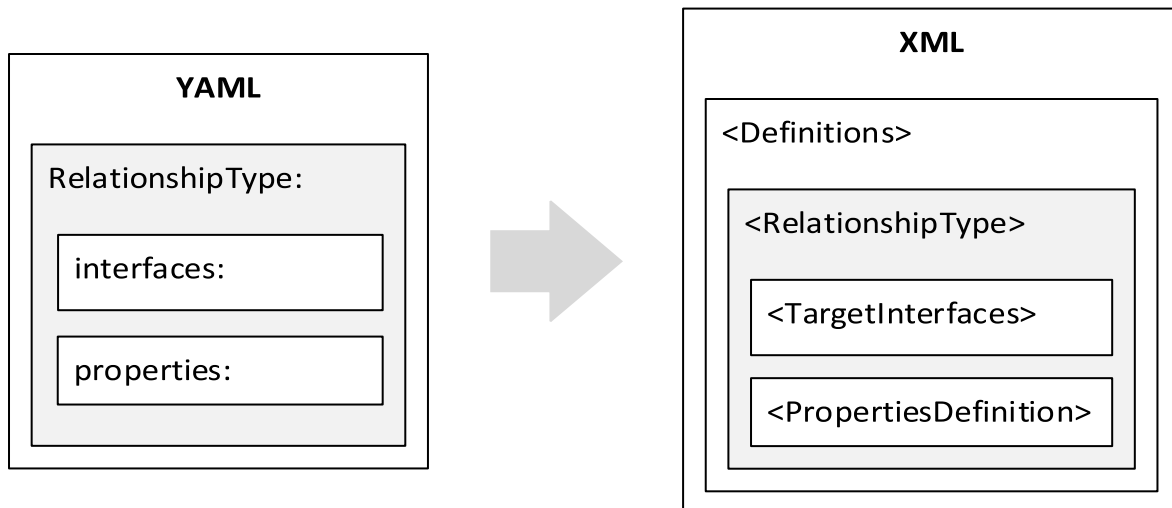 YAML
RelationshipType:
interfaces:
properties:
XML
<Definitions>
<RelationshipType>
<TargetInterfaces>
<PropertiesDefinition>